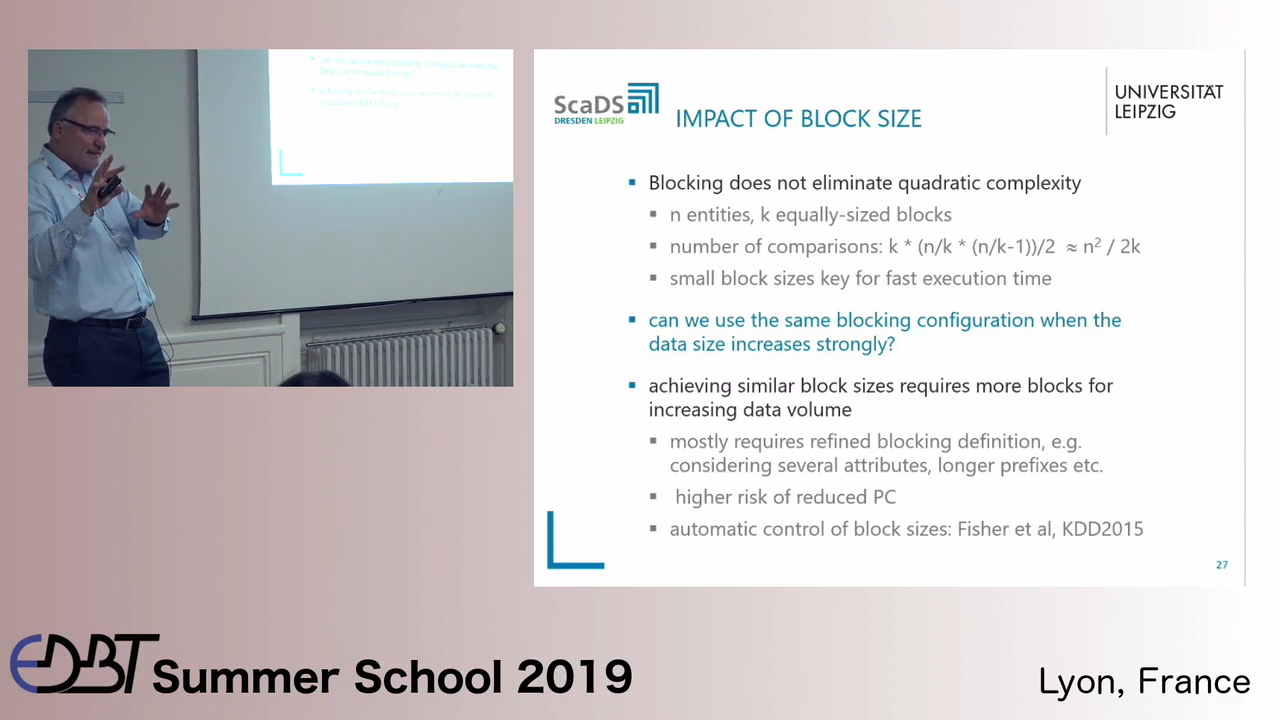 ScaDS
DRESDEN LEIPZIG
IMPACT OF BLOCK SIZE
UNIVERSITÄT
LEIPZIG
▪ Blocking does not eliminate quadratic complexity
▪ n entities, k equally-sized blocks
▪ number of comparisons: k * (n/k * (n/k-1))/2 ≈ n² / 2k
▪ small block sizes key for fast execution time
▪ can we use the same blocking configuration when the
data size increases strongly?
▪ achieving similar block sizes requires more blocks for
increasing data volume
▪ mostly requires refined blocking definition, e.g.
considering several attributes, longer prefixes etc.
▪ higher risk of reduced PC
▪ automatic control of block sizes: Fisher et al, KDD2015
27
EDBT Summer School 2019
Lyon, France